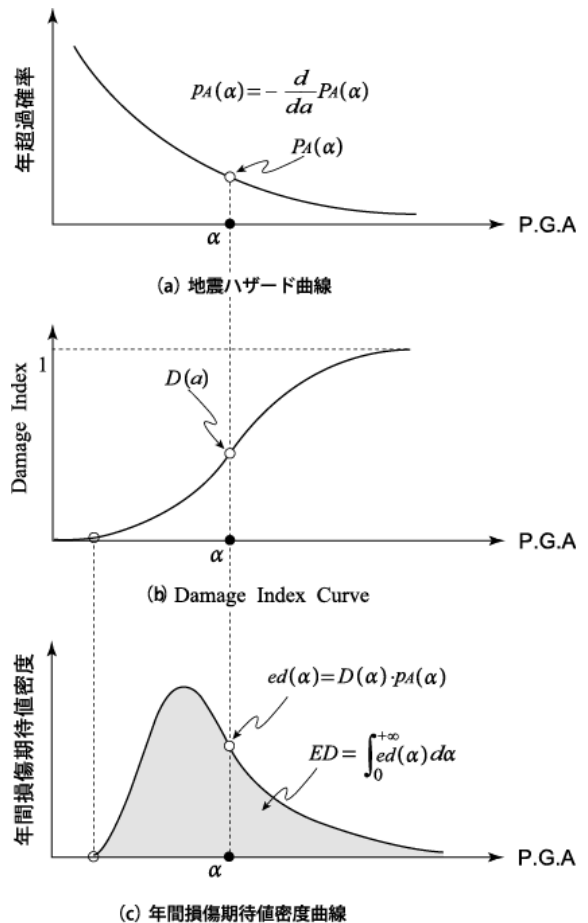 年超過確率
pA(α)=-d/da PA(α)
PA(α)
α
P.G.A
(a) 地震ハザード曲線
Damage Index
1
D(a)
α
P.G.A
(b) Damage Index Curve
年間損傷期待値密度
ed(α)=D(α)·pA(α)
ED=∫₀^{+∞} ed(α)dα
α
P.G.A
(c) 年間損傷期待値密度曲線